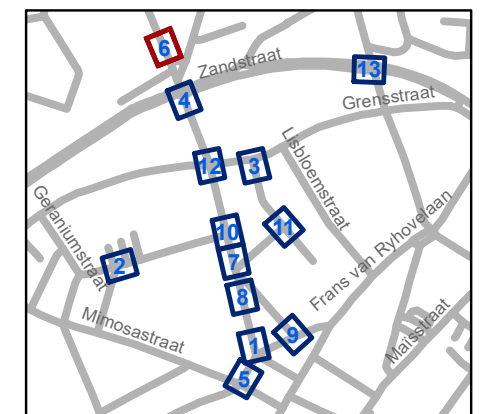 6
Zandstraat
13
4
Grensstraat
12
3
Lisbloemstraat
Geraniumstraat
10
11
7
2
Frans van Ryhovelaan
8
Mimosastraat
1
9
Maïsstraat
5